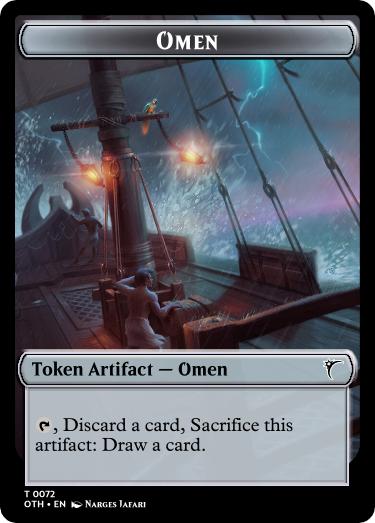 Omen
Token Artifact — Omen
, Discard a card, Sacrifice this
artifact: Draw a card.
T 0072
OTH • EN Narges Jafari